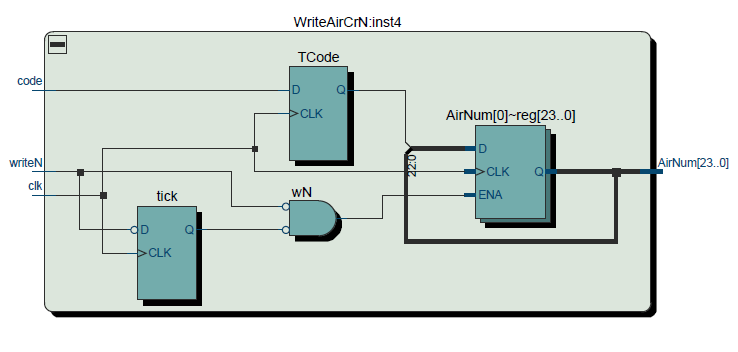 WriteAirCrN:inst4
TCode
code
D
Q
CLK
AirNum[0]~reg[23..0]
D
22:0
CLK
Q
ENA
AirNum[23..0]
writeN
clk
tick
wN
D
Q
CLK